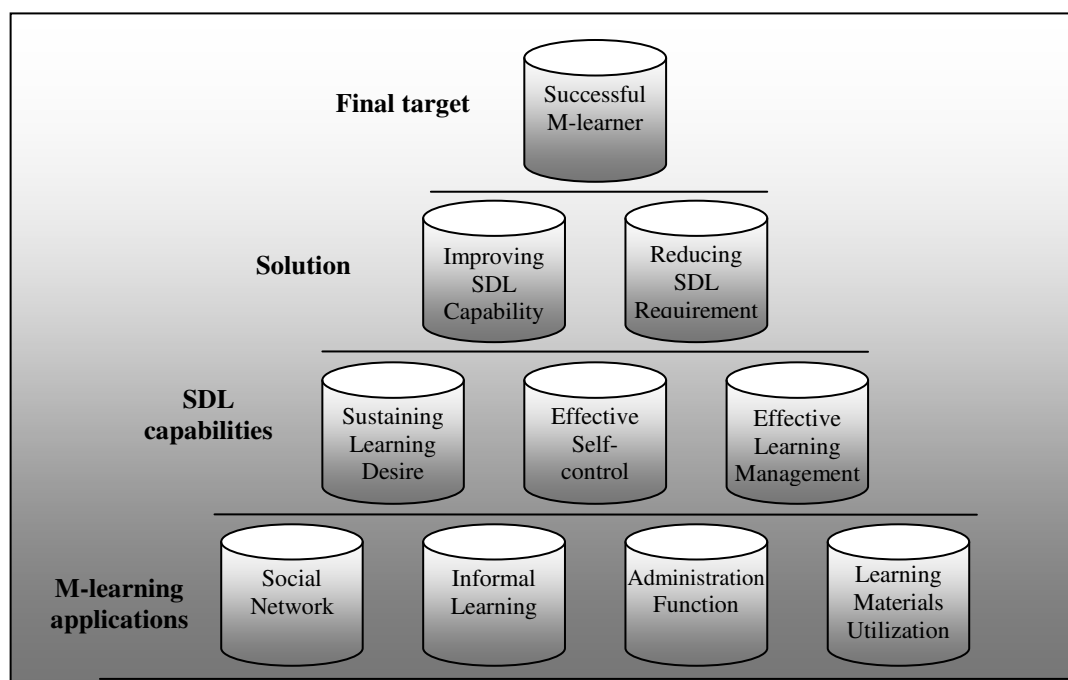 Final target
Successful
M-learner
Solution
Improving
SDL
Capability
Reducing
SDL
Requirement
SDL
capabilities
Sustaining
Learning
Desire
Effective
Self-
control
Effective
Learning
Management
M-learning
applications
Social
Network
Informal
Learning
Administration
Function
Learning
Materials
Utilization